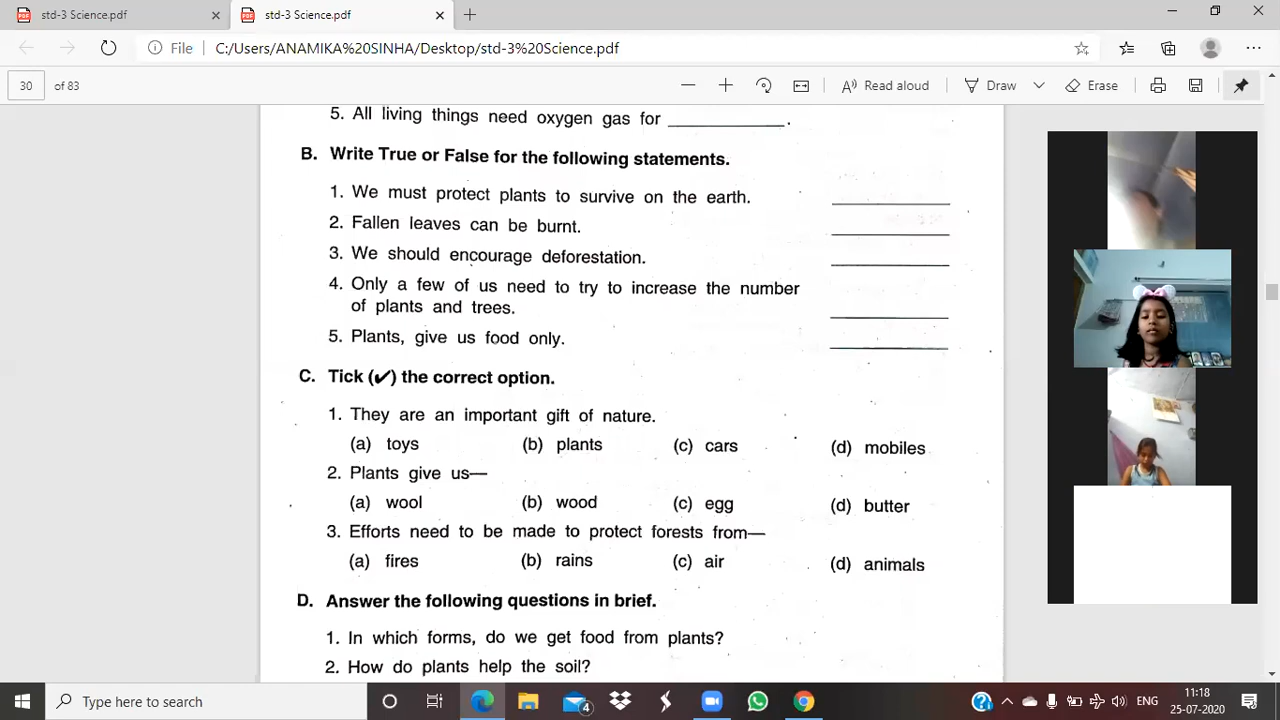 std-3 Science.pdf
std-3 Science.pdf
File
C:/Users/ANAMIKA%20SINHA/Desktop/std-3%20Science.pdf
30 of 83
Read aloud
Draw
Erase
5. All living things need oxygen gas for ____________.
B. Write True or False for the following statements.
1. We must protect plants to survive on the earth. ____________
2. Fallen leaves can be burnt. ____________
3. We should encourage deforestation. ____________
4. Only a few of us need to try to increase the number
of plants and trees. ____________
5. Plants, give us food only. ____________
C. Tick (✔) the correct option.
1. They are an important gift of nature.
(a) toys (b) plants (c) cars (d) mobiles
2. Plants give us—
(a) wool (b) wood (c) egg (d) butter
3. Efforts need to be made to protect forests from—
(a) fires (b) rains (c) air (d) animals
D. Answer the following questions in brief.
1. In which forms, do we get food from plants?
2. How do plants help the soil?
Type here to search
4
ENG
11:18
25-07-2020